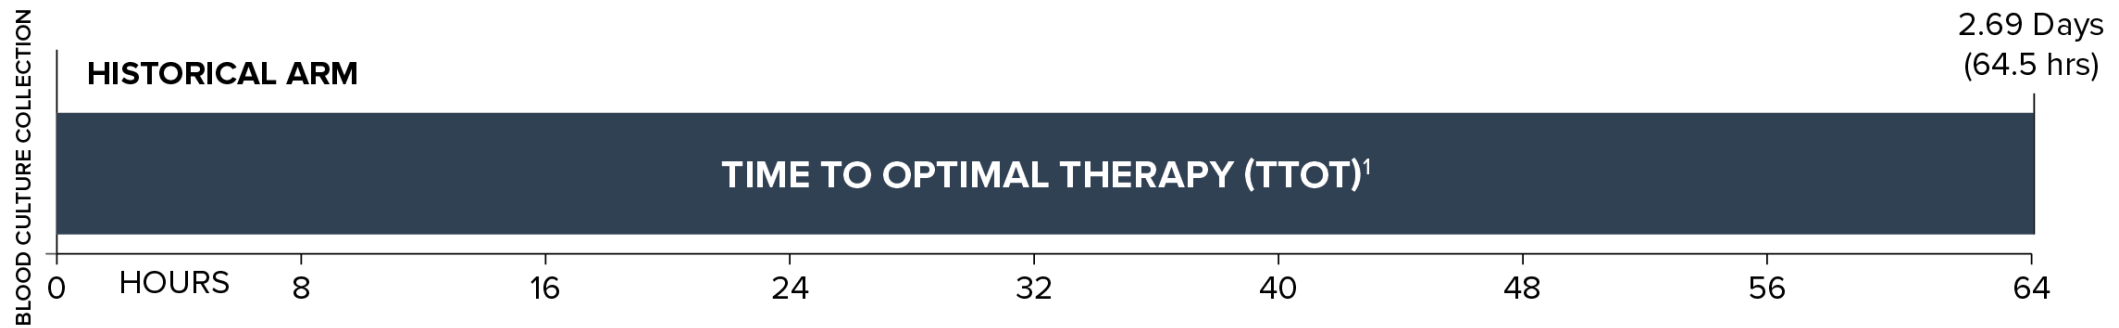 BLOOD CULTURE COLLECTION
HISTORICAL ARM
2.69 Days
(64.5 hrs)
TIME TO OPTIMAL THERAPY (TTOT)¹
0 HOURS 8 16 24 32 40 48 56 64